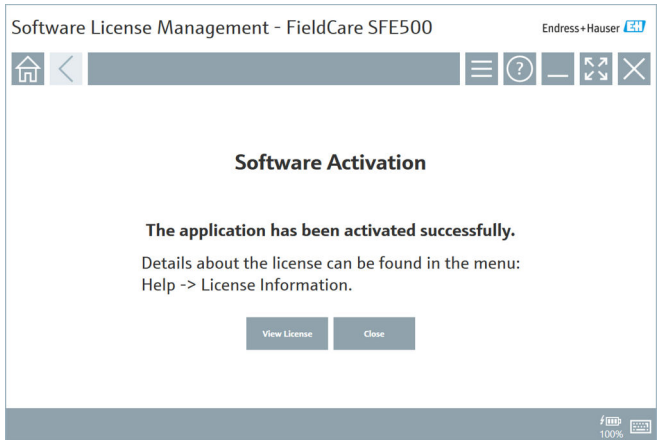 Software License Management - FieldCare SFE500
Endress+Hauser EH
?
Software Activation
The application has been activated successfully.
Details about the license can be found in the menu:
Help -> License Information.
View License
Close
100%